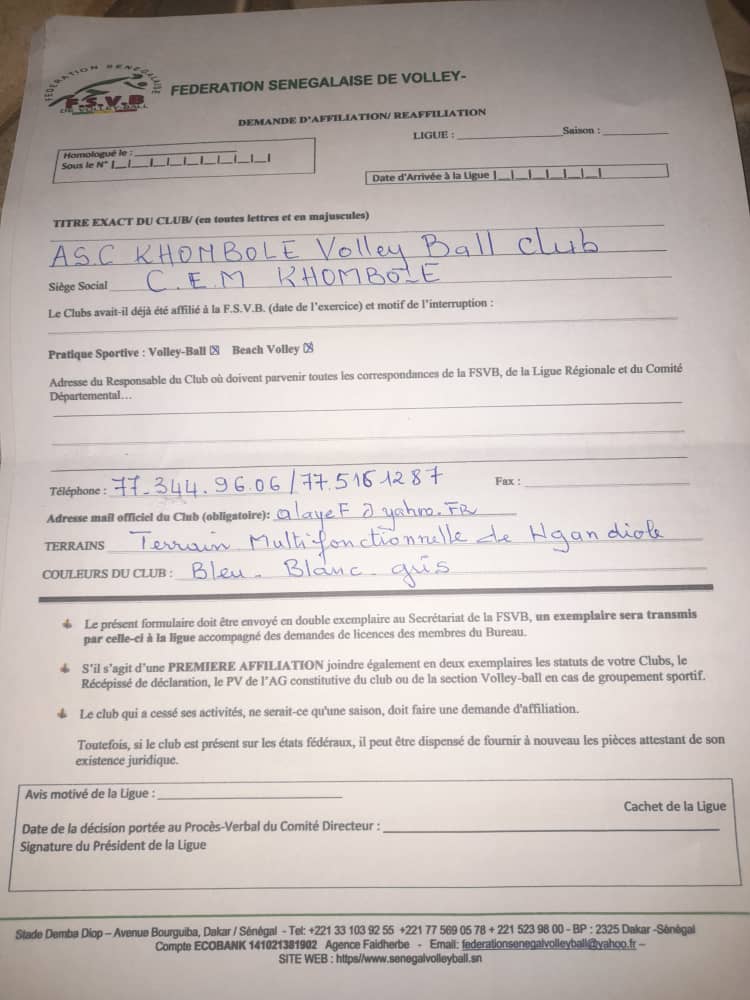 FEDERATION SENEGALAISE
F.S.V.B
DE VOLLEY-BALL
FEDERATION SENEGALAISE DE VOLLEY-
DEMANDE D'AFFILIATION/ REAFFILIATION
LIGUE : Saison :
Homologué le :
Sous le N°
Date d'Arrivée à la Ligue
TITRE EXACT DU CLUB/ (en toutes lettres et en majuscules)
A.S.C KHOMBOLE Volley Ball club
Siège Social C.E.M KHOMBOLE
Le Clubs avait-il déjà été affilié à la F.S.V.B. (date de l'exercice) et motif de l'interruption :
Pratique Sportive : Volley-Ball ☒ Beach Volley ☒
Adresse du Responsable du Club où doivent parvenir toutes les correspondances de la FSVB, de la Ligue Régionale et du Comité
Départemental…
Téléphone : 77.344.96.06/77.516 1287 Fax :
Adresse mail officiel du Club (obligatoire): alayeF @ yahoo.FR
TERRAINS Terrain Multifonctionnelle de Ngandiole
COULEURS DU CLUB : Bleu - Blanc - gris
Le présent formulaire doit être envoyé en double exemplaire au Secrétariat de la FSVB, un exemplaire sera transmis
par celle-ci à la ligue accompagné des demandes de licences des membres du Bureau.
S'il s'agit d'une PREMIERE AFFILIATION joindre également en deux exemplaires les statuts de votre Clubs, le
Récépissé de déclaration, le PV de l'AG constitutive du club ou de la section Volley-ball en cas de groupement sportif.
Le club qui a cessé ses activités, ne serait-ce qu'une saison, doit faire une demande d'affiliation.
Toutefois, si le club est présent sur les états fédéraux, il peut être dispensé de fournir à nouveau les pièces attestant de son
existence juridique.
Avis motivé de la Ligue :
Cachet de la Ligue
Date de la décision portée au Procès-Verbal du Comité Directeur :
Signature du Président de la Ligue
Stade Demba Diop – Avenue Bourguiba, Dakar / Sénégal - Tel: +221 33 103 92 55 +221 77 569 05 78 + 221 523 98 00 - BP : 2325 Dakar -Sénégal
Compte ECOBANK 141021381902 Agence Faidherbe - Email: federationsenegalvolleyball@yahoo.fr –
SITE WEB : https//www.senegalvolleyball.sn